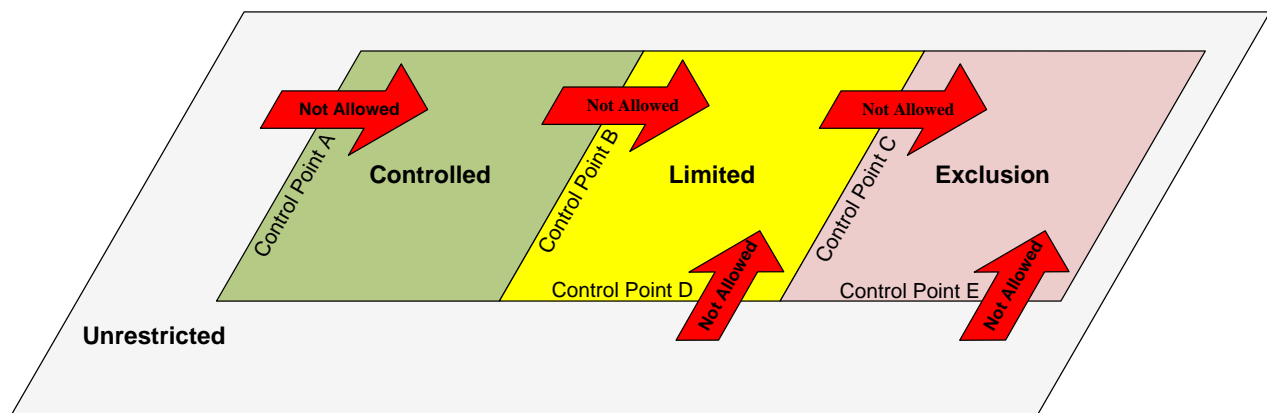 Not Allowed
Not Allowed
Not Allowed
Control Point A
Control Point B
Control Point C
Controlled
Limited
Exclusion
Not Allowed
Not Allowed
Control Point D
Control Point E
Unrestricted